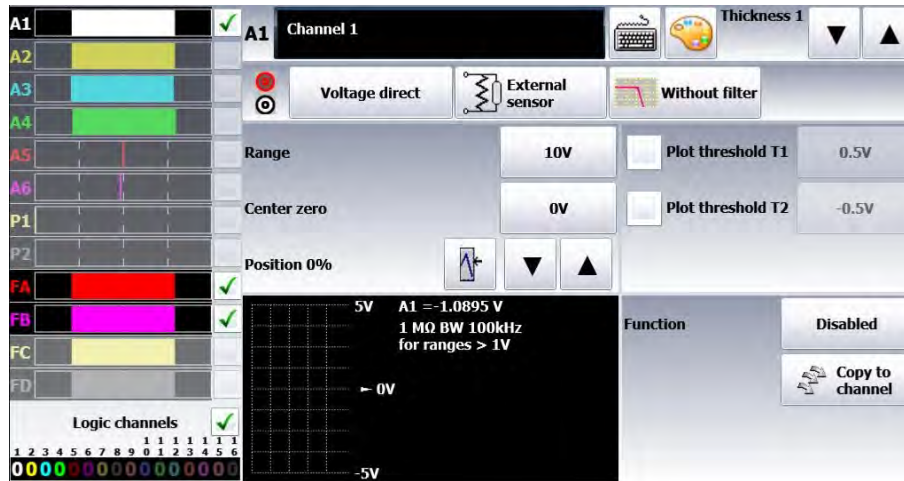 A1
A2
A3
A4
A5
A6
P1
P2
FA
FB
FC
FD
Logic channels
1 1 1 1 1 1 1
1 2 3 4 5 6 7 8 9 0 1 2 3 4 5 6
0 0 0 0 0 0 0 0 0 0 0 0 0 0 0 0
A1 Channel 1 Thickness 1
Voltage direct External sensor Without filter
Range 10V Plot threshold T1 0.5V
Center zero 0V Plot threshold T2 -0.5V
Position 0%
5V A1 =-1.0895 V
1 MΩ BW 100kHz
for ranges > 1V
0V
-5V
Function Disabled
Copy to channel